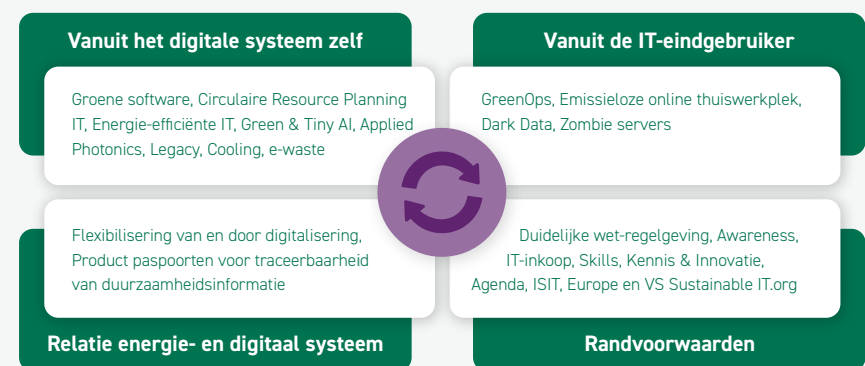 Vanuit het digitale systeem zelf
Groene software, Circulaire Resource Planning
IT, Energie-efficiënte IT, Green & Tiny AI, Applied
Photonics, Legacy, Cooling, e-waste
Vanuit de IT-eindgebruiker
GreenOps, Emissieloze online thuiswerkplek,
Dark Data, Zombie servers
Flexibilisering van en door digitalisering,
Product paspoorten voor traceerbaarheid
van duurzaamheidsinformatie
Relatie energie- en digitaal systeem
Duidelijke wet-regelgeving, Awareness,
IT-inkoop, Skills, Kennis & Innovatie,
Agenda, ISIT, Europe en VS Sustainable IT.org
Randvoorwaarden